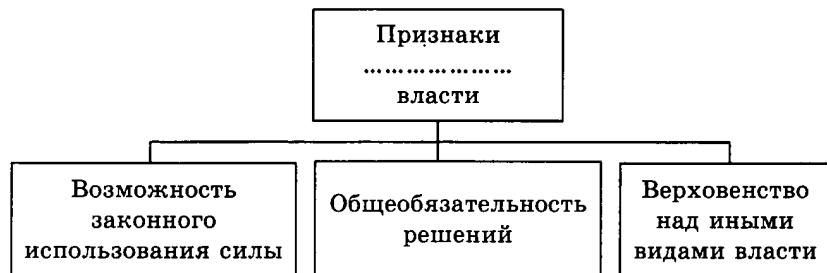 Признаки
.....................
власти
Возможность
законного
использования силы
Общеобязательность
решений
Верховенство
над иными
видами власти